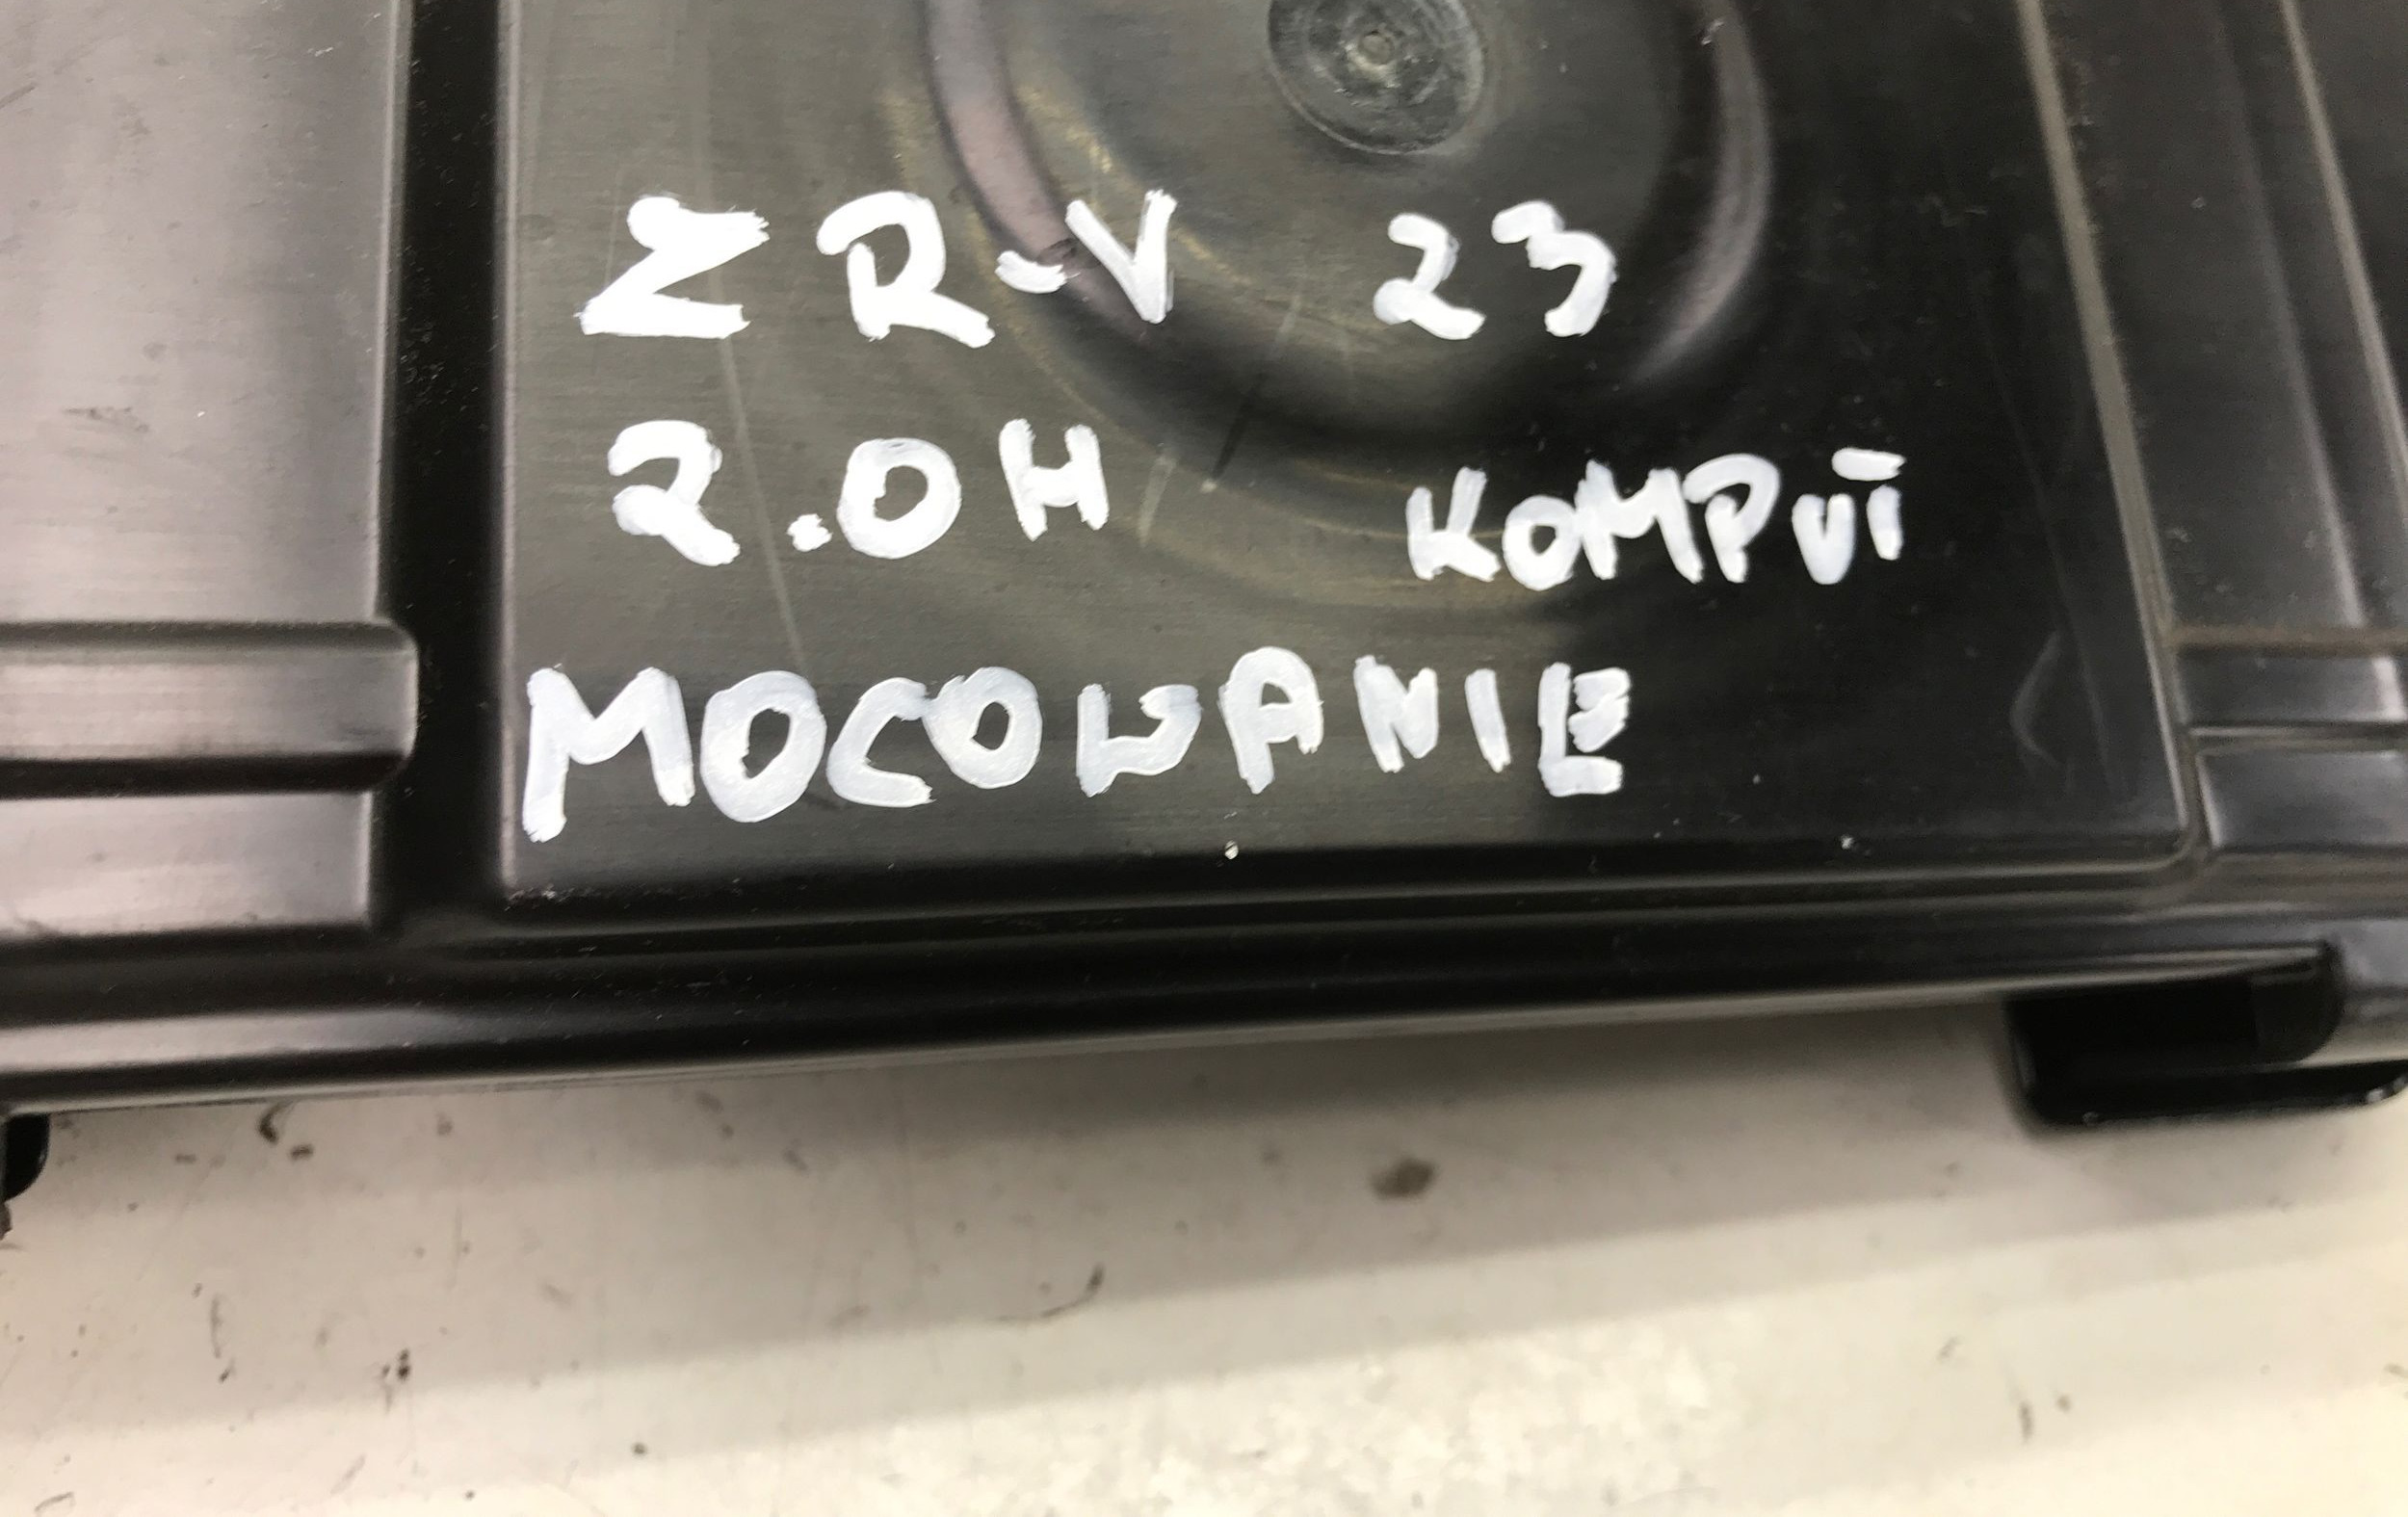 ZR-V 23
2.0H KOMPUT
MOCOWANIE